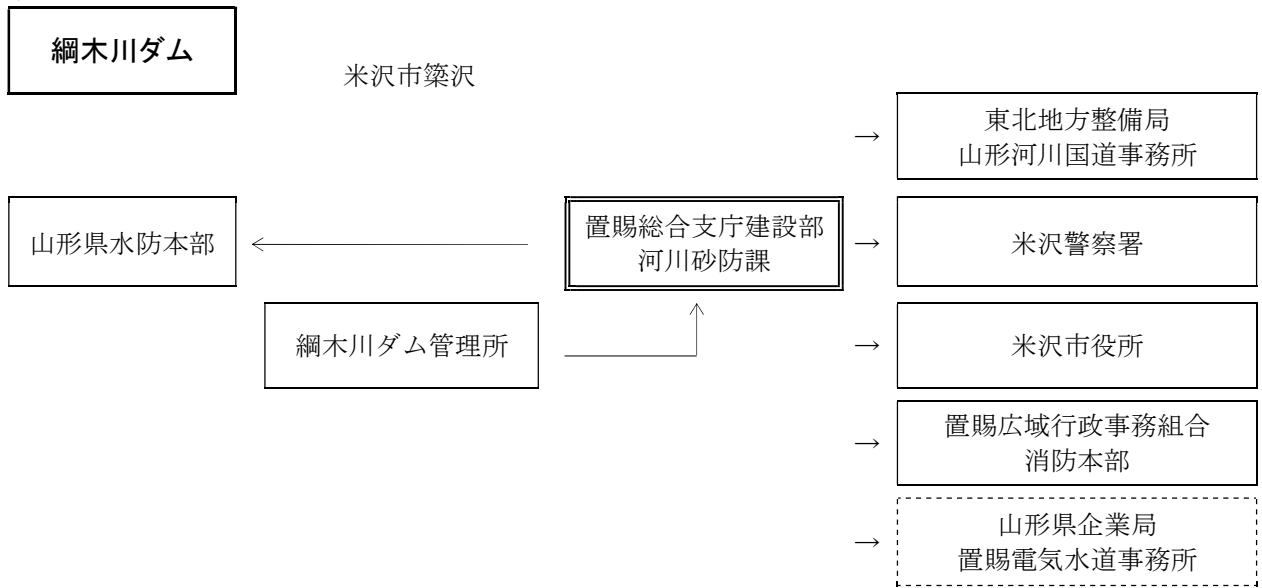 綱木川ダム
米沢市簗沢
→
東北地方整備局
山形河川国道事務所
山形県水防本部
置賜総合支庁建設部
河川砂防課
→
米沢警察署
綱木川ダム管理所
→
米沢市役所
→
置賜広域行政事務組合
消防本部
→
山形県企業局
置賜電気水道事務所